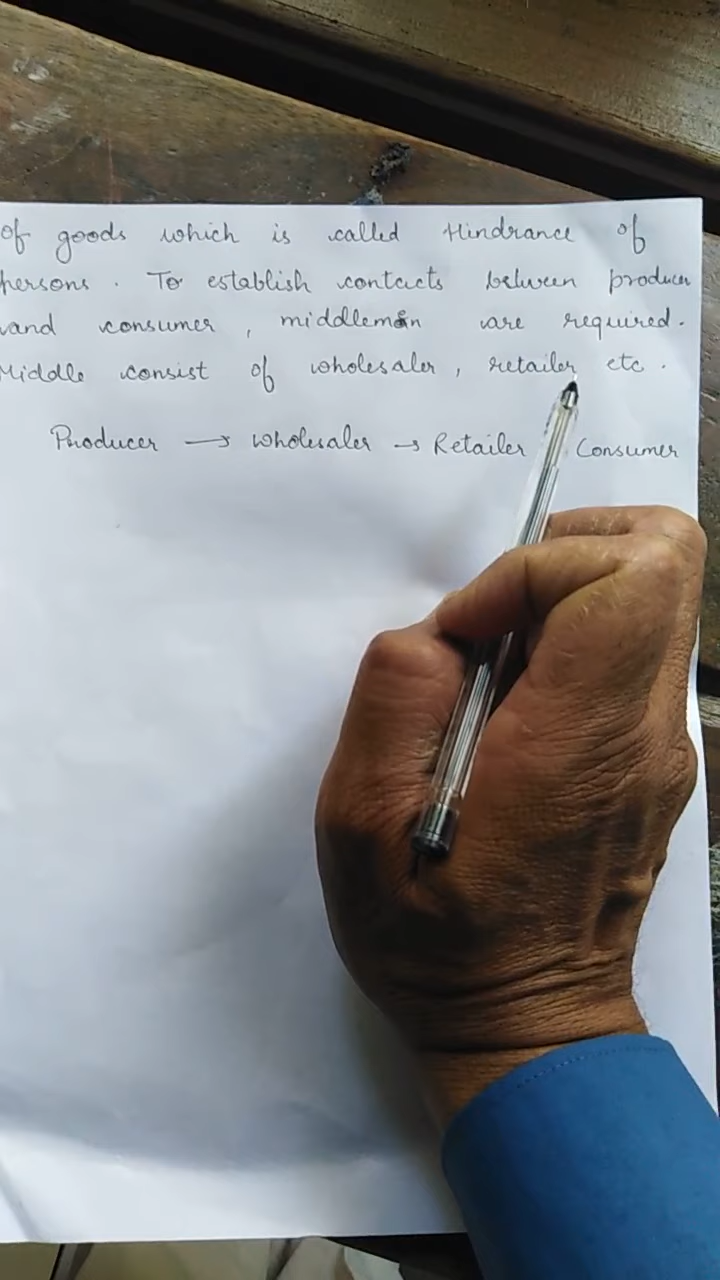 of goods which is called Hindrance of
persons. To establish contacts between producer
and consumer, middlemen are required.
Middle consist of wholesaler, retailer etc.
Producer → Wholesaler → Retailer Consumer